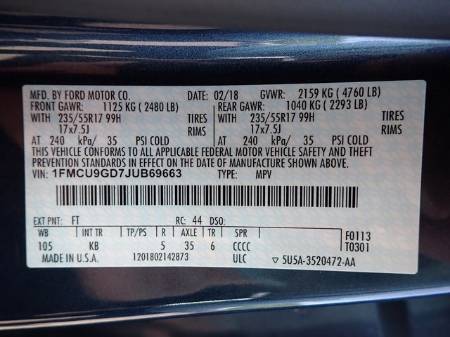 MFD. BY FORD MOTOR CO. 02/18 GVWR: 2159 KG ( 4760 LB)
FRONT GAWR: 1125 KG ( 2480 LB) REAR GAWR: 1040 KG ( 2293 LB)
WITH 235/55R17 99H TIRES WITH 235/55R17 99H TIRES
17x7.5J RIMS 17x7.5J RIMS
AT 240 kPa/ 35 PSI COLD AT 240 kPa/ 35 PSI COLD
THIS VEHICLE CONFORMS TO ALL APPLICABLE FEDERAL MOTOR VEHICLE SAFETY AND THEFT PREVENTION STANDARDS IN EFFECT ON THE DATE OF MANUFACTURE SHOWN ABOVE.
VIN: 1FMCU9GD7JUB69663 TYPE: MPV
EXT PNT: FT RC: 44 DSO:
WB INT TR TP/PS R AXLE TR SPR F0113
105 KB 5 35 6 CCCC T0301
MADE IN U.S.A. 1201802142873 ULC ▽ 5U5A-3520472-AA